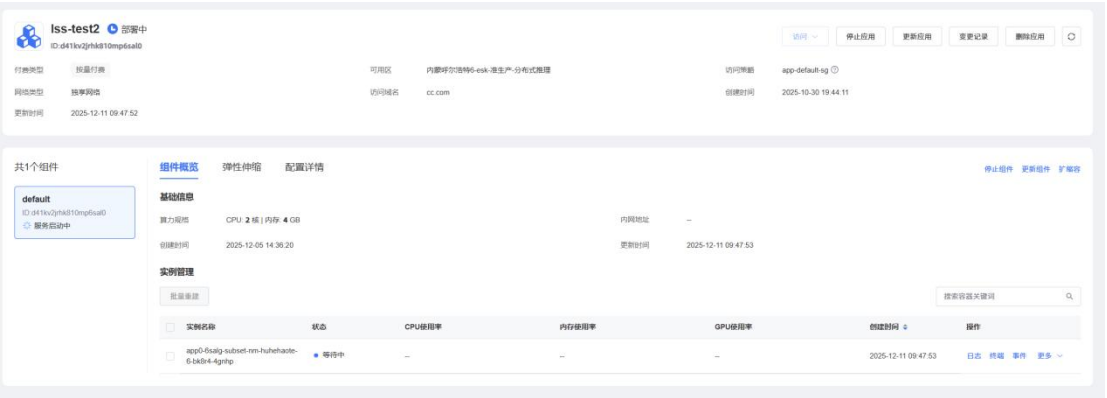 lss-test2 部署中
ID:d41kv2jrhk810mp6sal0
访问 停止应用 更新应用 变更记录 删除应用
付费类型 按量付费 可用区 内蒙呼尔浩特6-esk-准生产-分布式推理 访问策略 app-default-sg
网络类型 独享网络 访问域名 cc.com 创建时间 2025-10-30 19:44:11
更新时间 2025-12-11 09:47:52
共1个组件
default
ID:d41kv2jrhk810mp6sal0
服务启动中
组件概览 弹性伸缩 配置详情 停止组件 更新组件 扩缩容
基础信息
算力规格 CPU: 2 核 | 内存: 4 GB 内网地址 --
创建时间 2025-12-05 14:36:20 更新时间 2025-12-11 09:47:53
实例管理
批量重建 搜索容器关键词
实例名称 状态 CPU使用率 内存使用率 GPU使用率 创建时间 操作
app0-6salg-subset-nm-huhehaote-
6-bk8r4-4gnhp 等待中 -- -- -- 2025-12-11 09:47:53 日志 终端 事件 更多